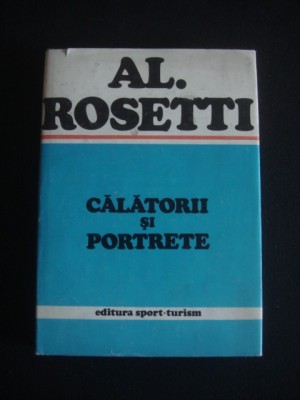 AL.
ROSETTI
CĂLĂTORII
ȘI
PORTRETE
editura sport-turism